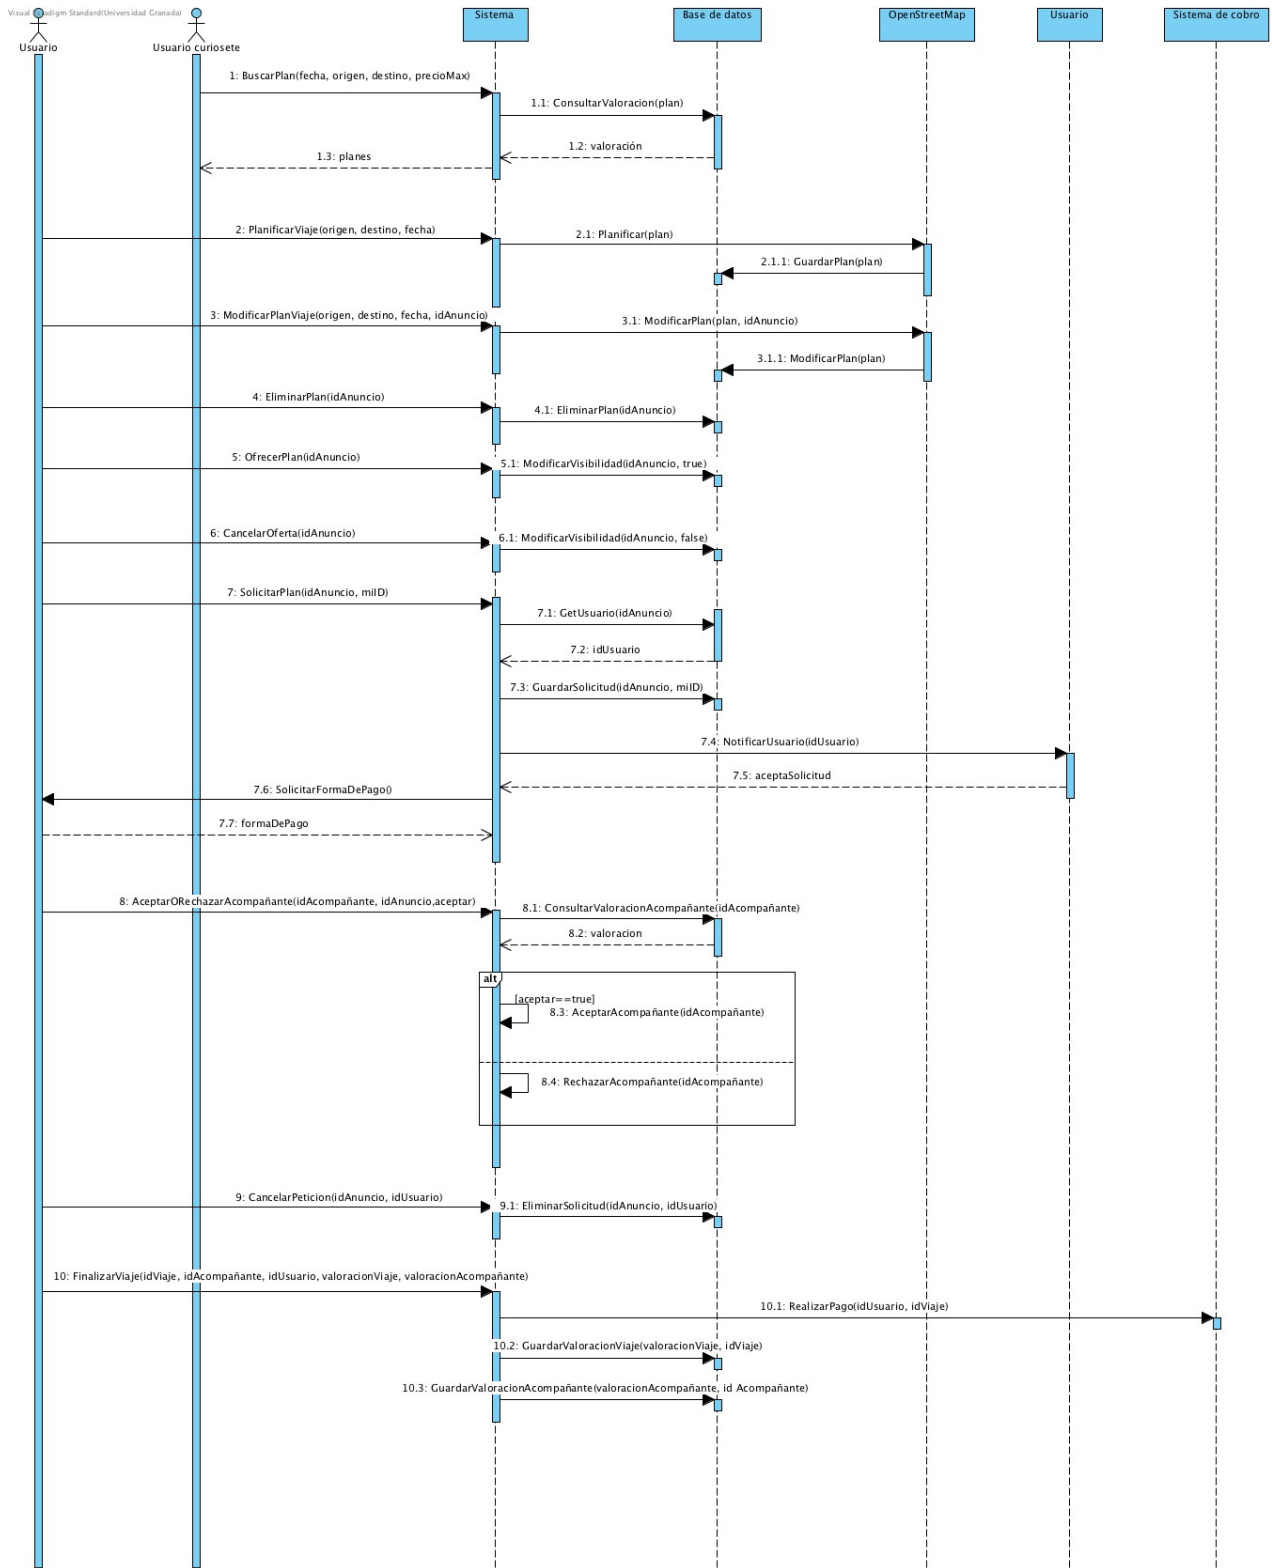 Visual Paradigm Standard(Universidad Granada)
Usuario
Usuario curiosete
Sistema
Base de datos
OpenStreetMap
Usuario
Sistema de cobro
1: BuscarPlan(fecha, origen, destino, precioMax)
1.1: ConsultarValoracion(plan)
1.2: valoración
1.3: planes
2: PlanificarViaje(origen, destino, fecha)
2.1: Planificar(plan)
2.1.1: GuardarPlan(plan)
3: ModificarPlanViaje(origen, destino, fecha, idAnuncio)
3.1: ModificarPlan(plan, idAnuncio)
3.1.1: ModificarPlan(plan)
4: EliminarPlan(idAnuncio)
4.1: EliminarPlan(idAnuncio)
5: OfrecerPlan(idAnuncio)
5.1: ModificarVisibilidad(idAnuncio, true)
6: CancelarOferta(idAnuncio)
6.1: ModificarVisibilidad(idAnuncio, false)
7: SolicitarPlan(idAnuncio, miID)
7.1: GetUsuario(idAnuncio)
7.2: idUsuario
7.3: GuardarSolicitud(idAnuncio, miID)
7.4: NotificarUsuario(idUsuario)
7.5: aceptaSolicitud
7.6: SolicitarFormaDePago()
7.7: formaDePago
8: AceptarORechazarAcompañante(idAcompañante, idAnuncio,aceptar)
8.1: ConsultarValoracionAcompañante(idAcompañante)
8.2: valoracion
alt
[aceptar==true]
8.3: AceptarAcompañante(idAcompañante)
8.4: RechazarAcompañante(idAcompañante)
9: CancelarPeticion(idAnuncio, idUsuario)
9.1: EliminarSolicitud(idAnuncio, idUsuario)
10: FinalizarViaje(idViaje, idAcompañante, idUsuario, valoracionViaje, valoracionAcompañante)
10.1: RealizarPago(idUsuario, idViaje)
10.2: GuardarValoracionViaje(valoracionViaje, idViaje)
10.3: GuardarValoracionAcompañante(valoracionAcompañante, id Acompañante)